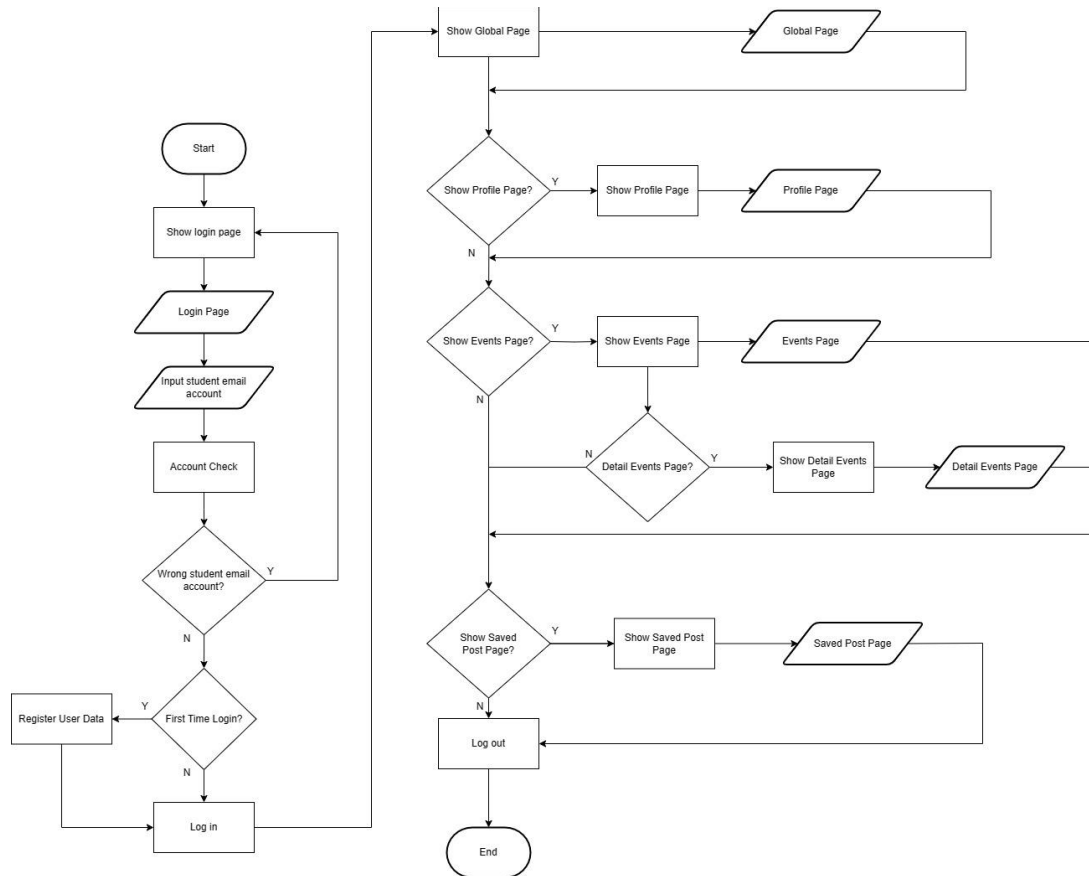 Start
Show login page
Login Page
Input student email
account
Account Check
Wrong student email
account?
Y
N
First Time Login?
Y
Register User Data
N
Log in
Show Global Page
Global Page
Show Profile Page?
Y
Show Profile Page
Profile Page
N
Show Events Page?
Y
Show Events Page
Events Page
N
Detail Events Page?
N
Y
Show Detail Events
Page
Detail Events Page
Show Saved
Post Page?
Y
Show Saved Post
Page
Saved Post Page
N
Log out
End